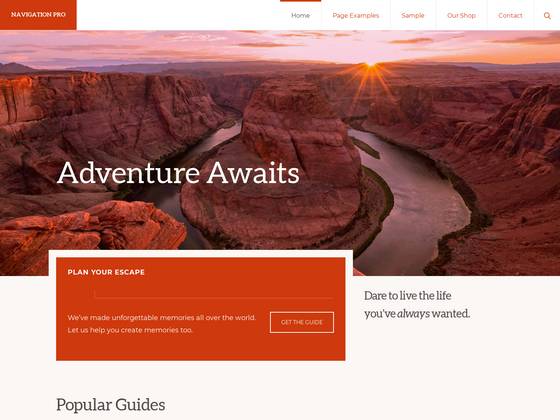 NAVIGATION PRO
Home
Page Examples
Sample
Our Shop
Contact
Adventure Awaits
PLAN YOUR ESCAPE
We've made unforgettable memories all over the world.
Let us help you create memories too.
GET THE GUIDE
Dare to live the life
you've always wanted.
Popular Guides